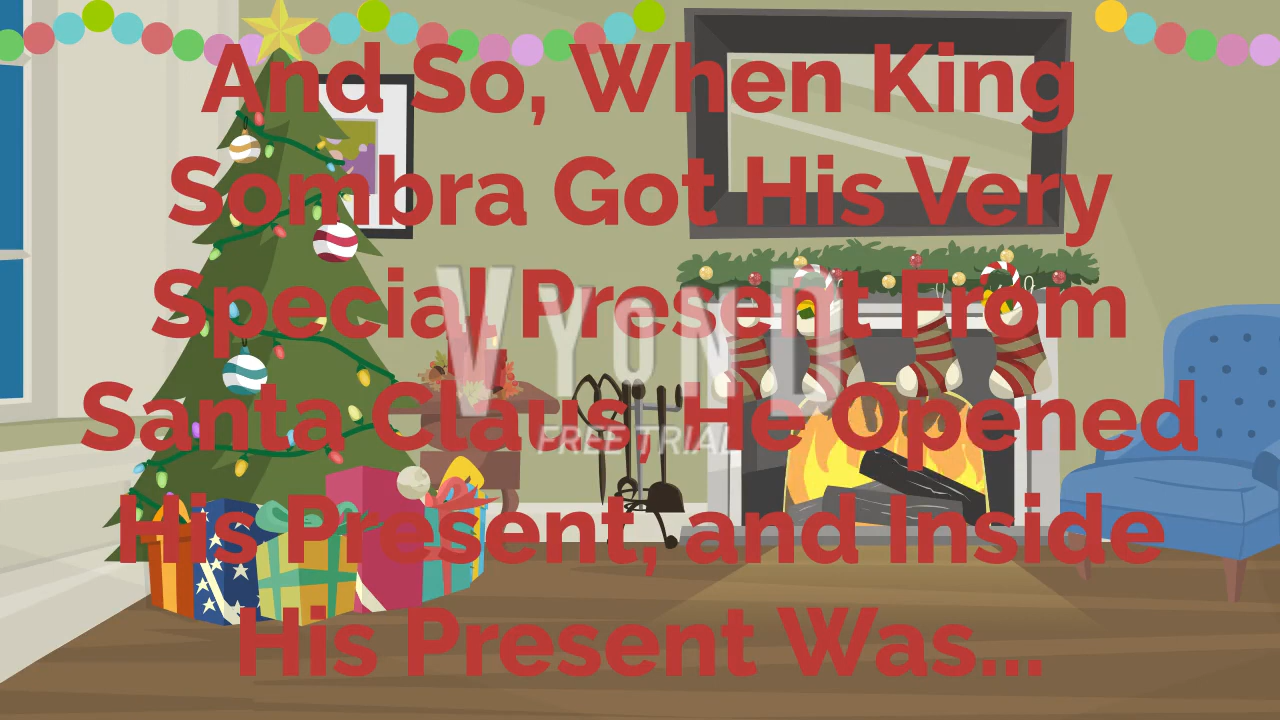 And So, When King
Sombra Got His Very
Special Present From
Santa Claus, He Opened
His Present, and Inside
His Present Was...
VYOND
FREE TRIAL